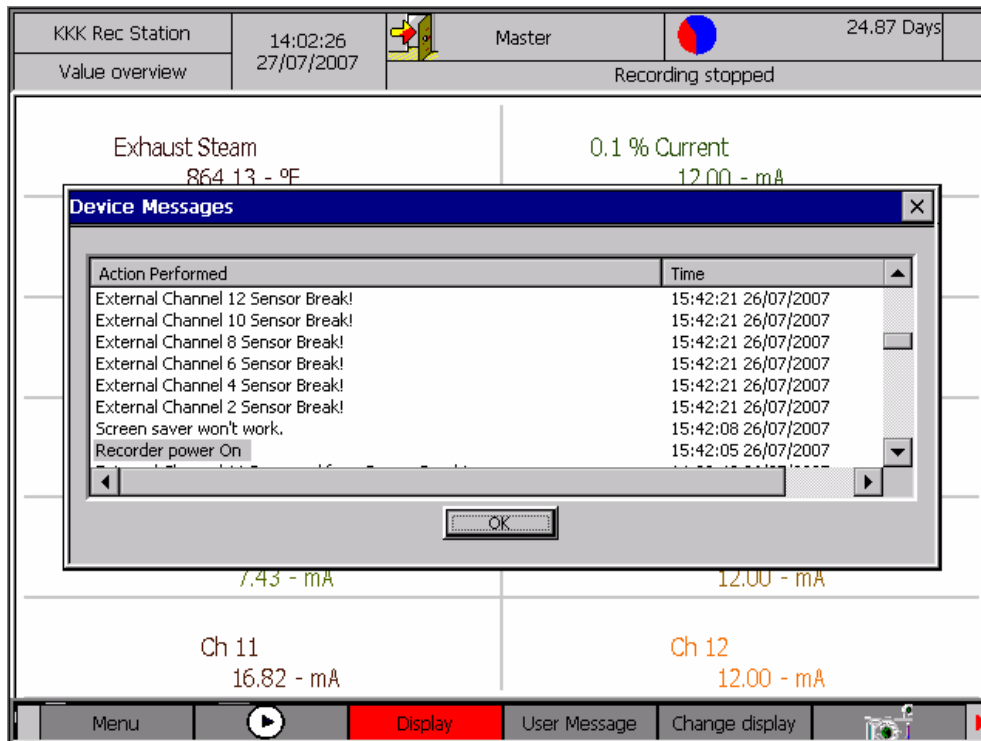 KKK Rec Station
Value overview
14:02:26
27/07/2007
Master
24.87 Days
Recording stopped
Exhaust Steam
864.13 - ºF
0.1 % Current
12.00 - mA
Device Messages
Action Performed Time
External Channel 12 Sensor Break! 15:42:21 26/07/2007
External Channel 10 Sensor Break! 15:42:21 26/07/2007
External Channel 8 Sensor Break! 15:42:21 26/07/2007
External Channel 6 Sensor Break! 15:42:21 26/07/2007
External Channel 4 Sensor Break! 15:42:21 26/07/2007
External Channel 2 Sensor Break! 15:42:21 26/07/2007
Screen saver won't work. 15:42:08 26/07/2007
Recorder power On 15:42:05 26/07/2007
OK
7.43 - mA
12.00 - mA
Ch 11
16.82 - mA
Ch 12
12.00 - mA
Menu
Display
User Message
Change display